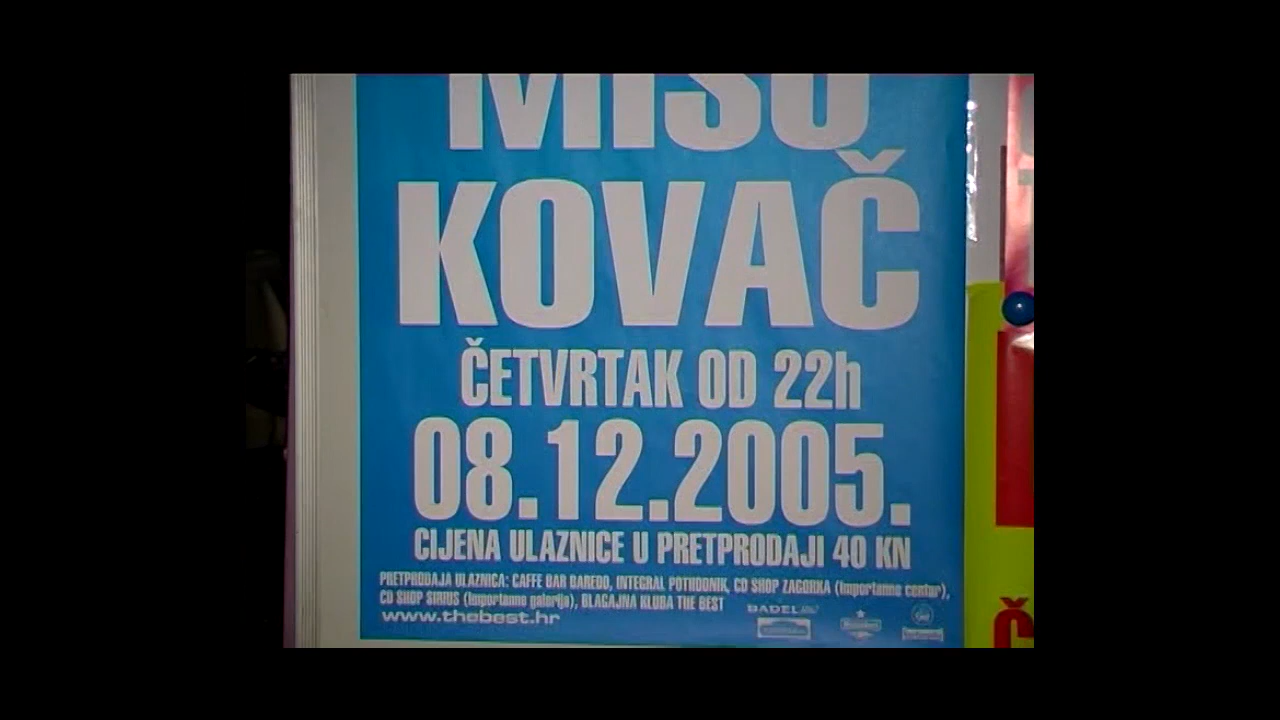 MIŠO
KOVAČ
ČETVRTAK OD 22h
08.12.2005.
CIJENA ULAZNICE U PRETPRODAJI 40 KN
PRETPRODAJA ULAZNICA: CAFFE BAR BAREDO, INTEGRAL POTHODNIK, CD SHOP ZAGORKA (Importanne centar),
CD SHOP SIRIUS (Importanne galerija), BLAGAJNA KLUBA THE BEST
www.thebest.hr
BADEL
Č